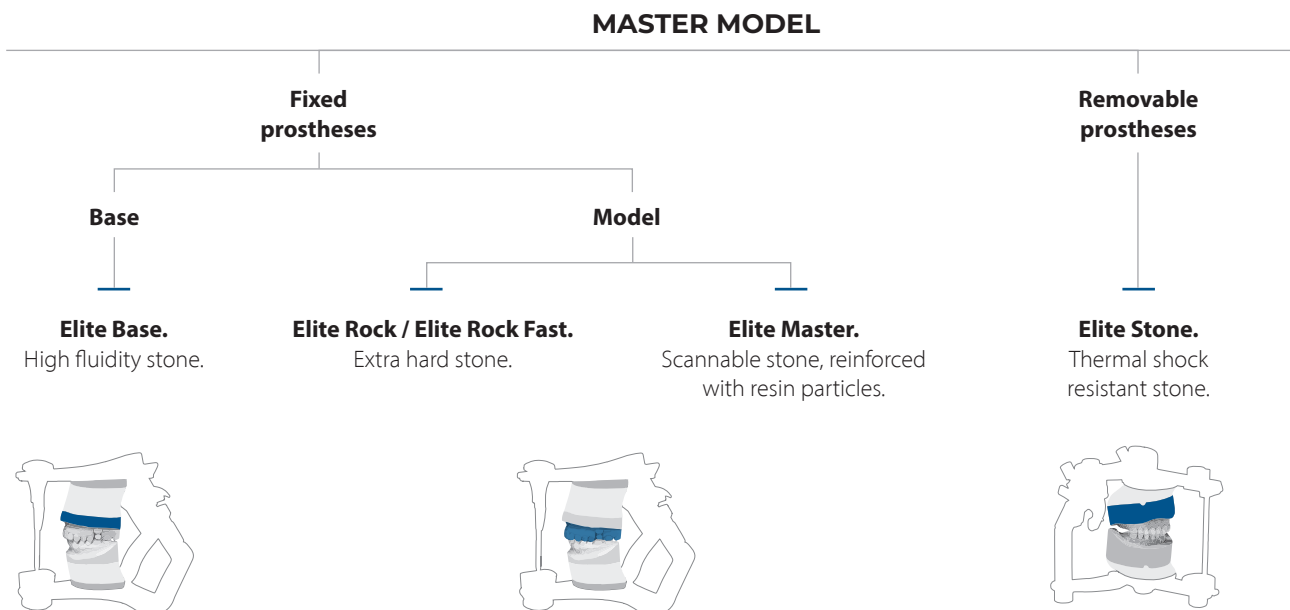 MASTER MODEL
Fixed
prostheses
Removable
prostheses
Base
Model
Elite Base.
High fluidity stone.
Elite Rock / Elite Rock Fast.
Extra hard stone.
Elite Master.
Scannable stone, reinforced
with resin particles.
Elite Stone.
Thermal shock
resistant stone.